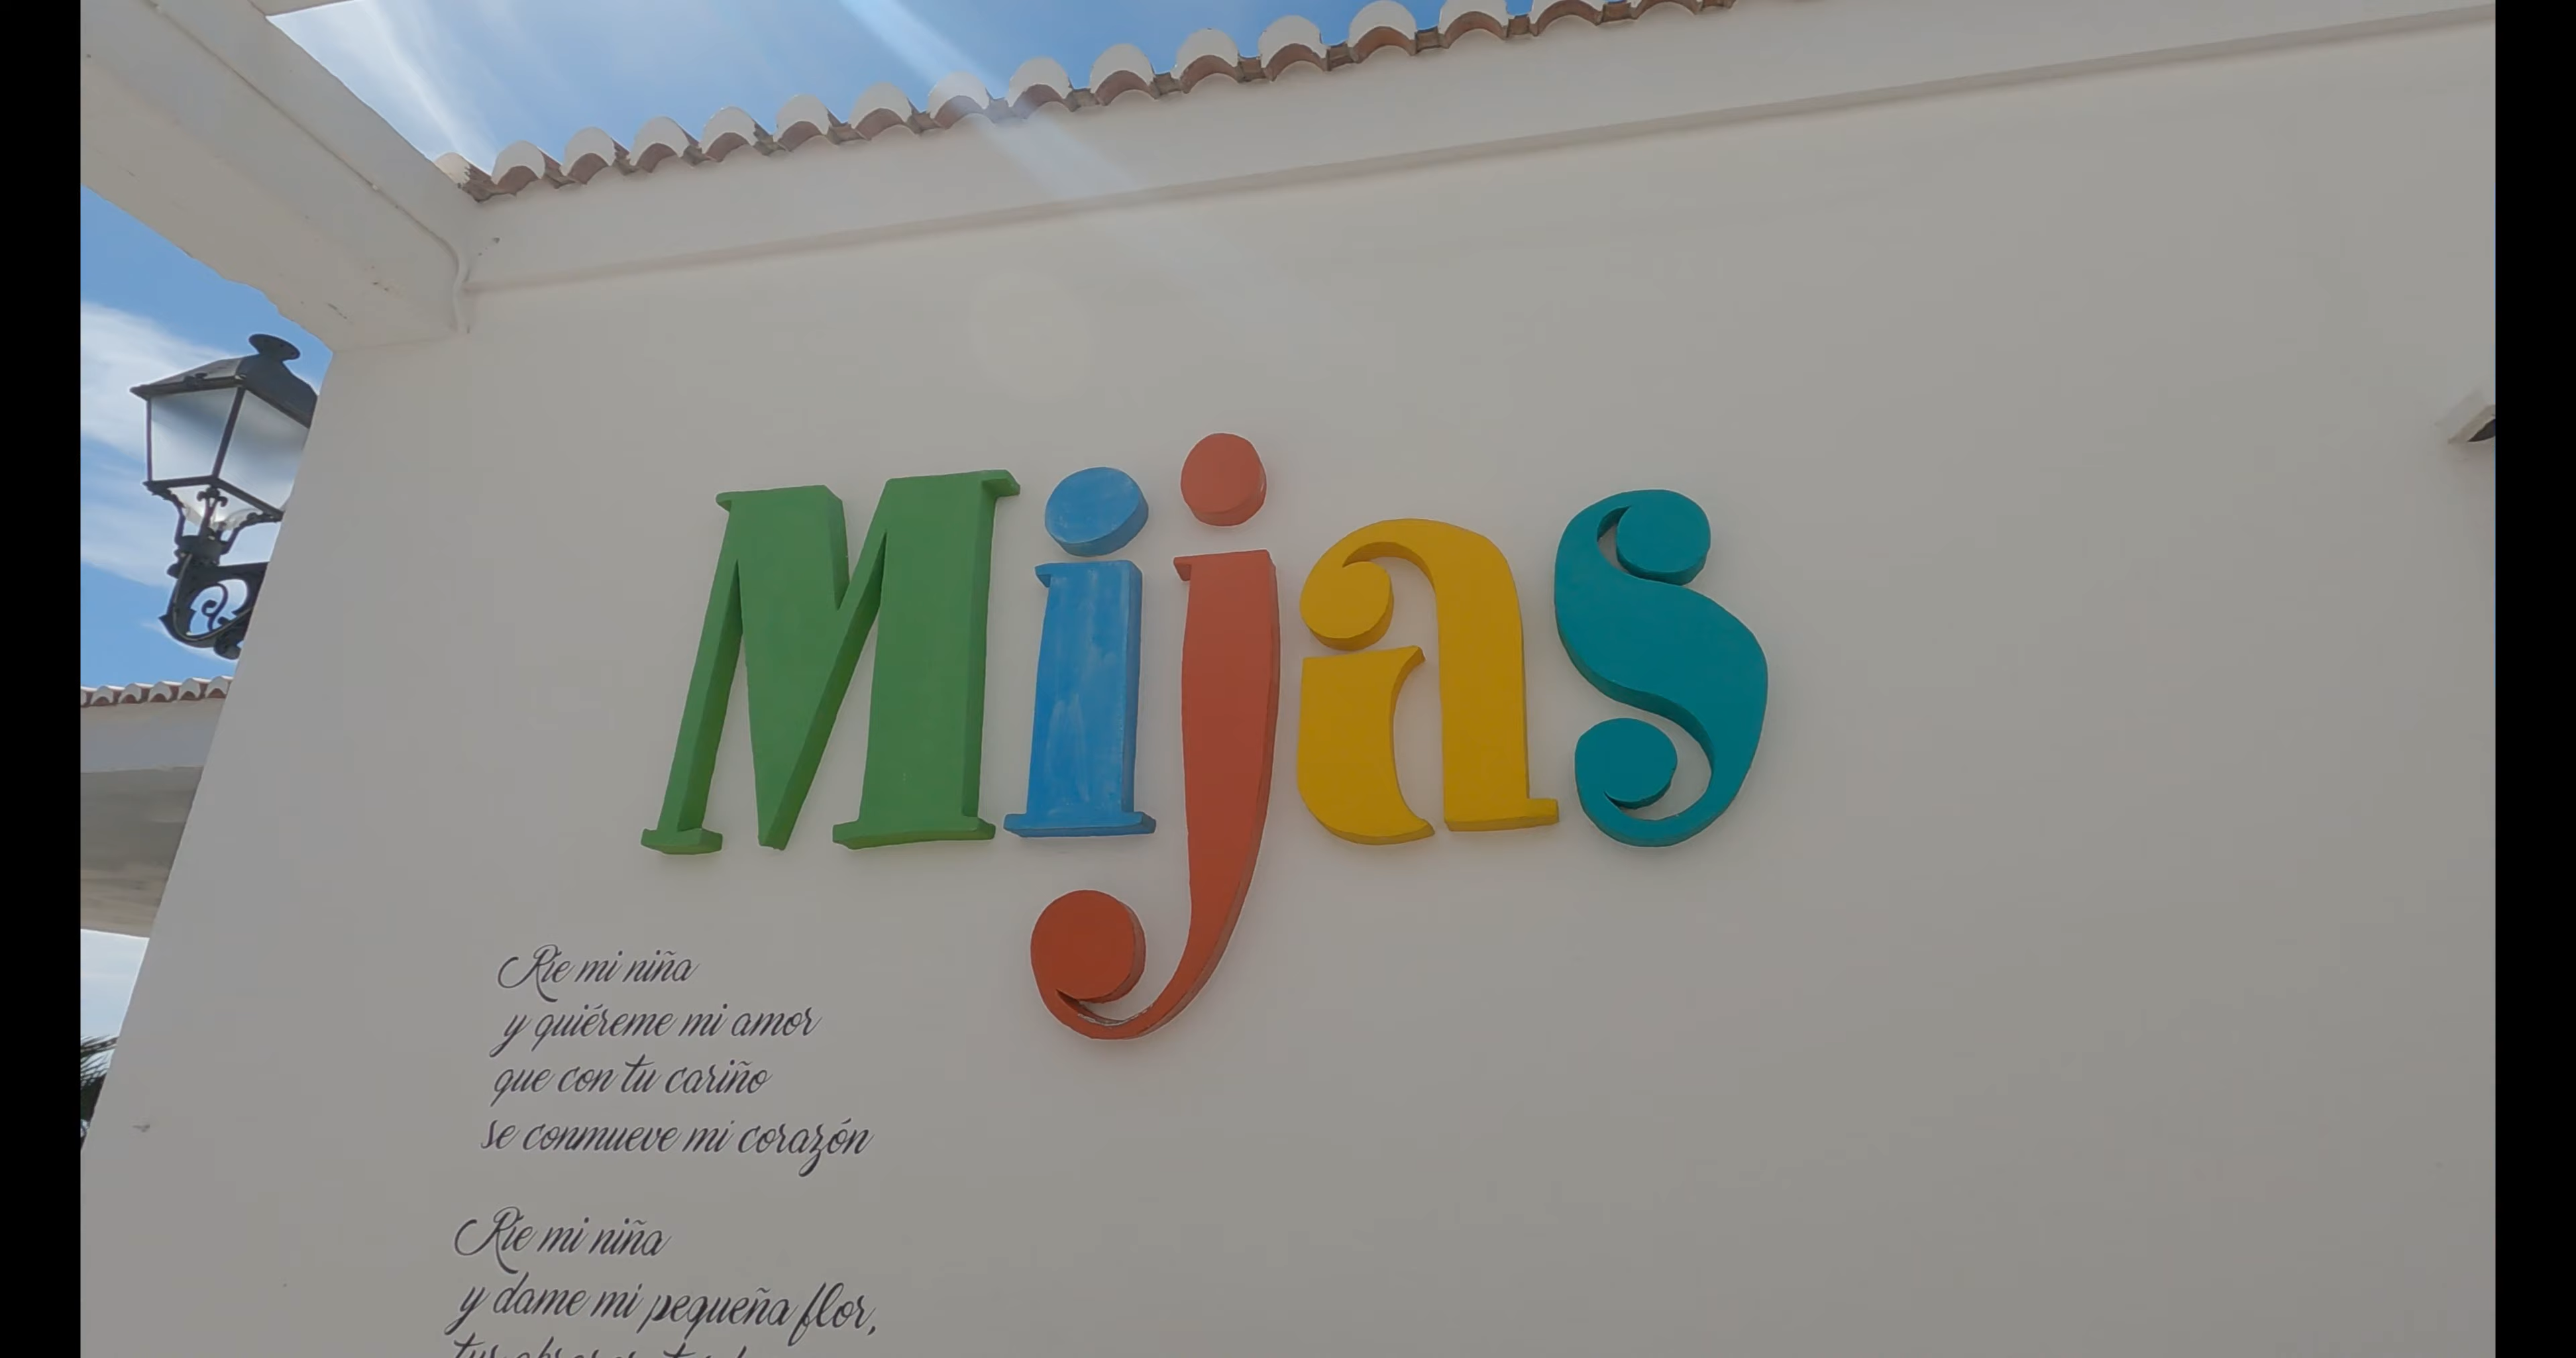 Mijas
Ríe mi niña
y quiéreme mi amor
que con tu cariño
se conmueve mi corazón
Ríe mi niña
y dame mi pequeña flor,